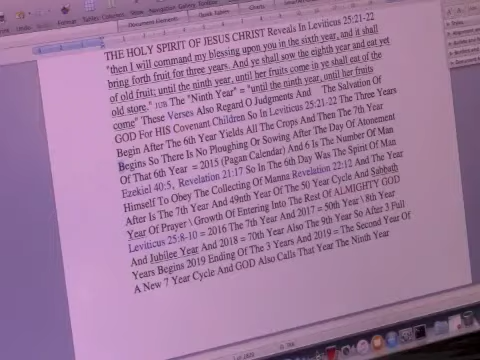 THE HOLY SPIRIT OF JESUS CHRIST Reveals In Leviticus 25:21-22
"then I will command my blessing upon you in the sixth year, and it shall
bring forth fruit for three years. And ye shall sow the eighth year and eat yet
of old fruit; until the ninth year, until her fruits come in ye shall eat of the
old store." JUB The "Ninth Year" = "until the ninth year, until her fruits
come" These Verses Also Regard O Judgments And The Salvation Of
GOD For HIS Covenant Children So In Leviticus 25:21-22 The Three Years
Begin After The 6th Year Yields All The Crops And Then The 7th Year
Begins So There Is No Ploughing Or Sowing After The Day Of Atonement
Of That 6th Year = 2015 (Pagan Calendar) And 6 Is The Number Of Man
Ezekiel 40:5, Revelation 21:17 So In The 6th Day Was The Spirit Of Man
Himself To Obey The Collecting Of Manna Revelation 22:12 And The Year
After Is The 7th Year And 49nth Year Of The 50 Year Cycle And Sabbath
Year Of Prayer \ Growth Of Entering Into The Rest Of ALMIGHTY GOD
Leviticus 25:8-10 = 2016 The 7th Year And 2017 = 50th Year \ 8th Year
And Jubilee Year And 2018 = 70th Year Also The 9th Year So After 3 Full
Years Begins 2019 Ending Of The 3 Years And 2019 = The Second Year Of
A New 7 Year Cycle And GOD Also Calls That Year The Ninth Year